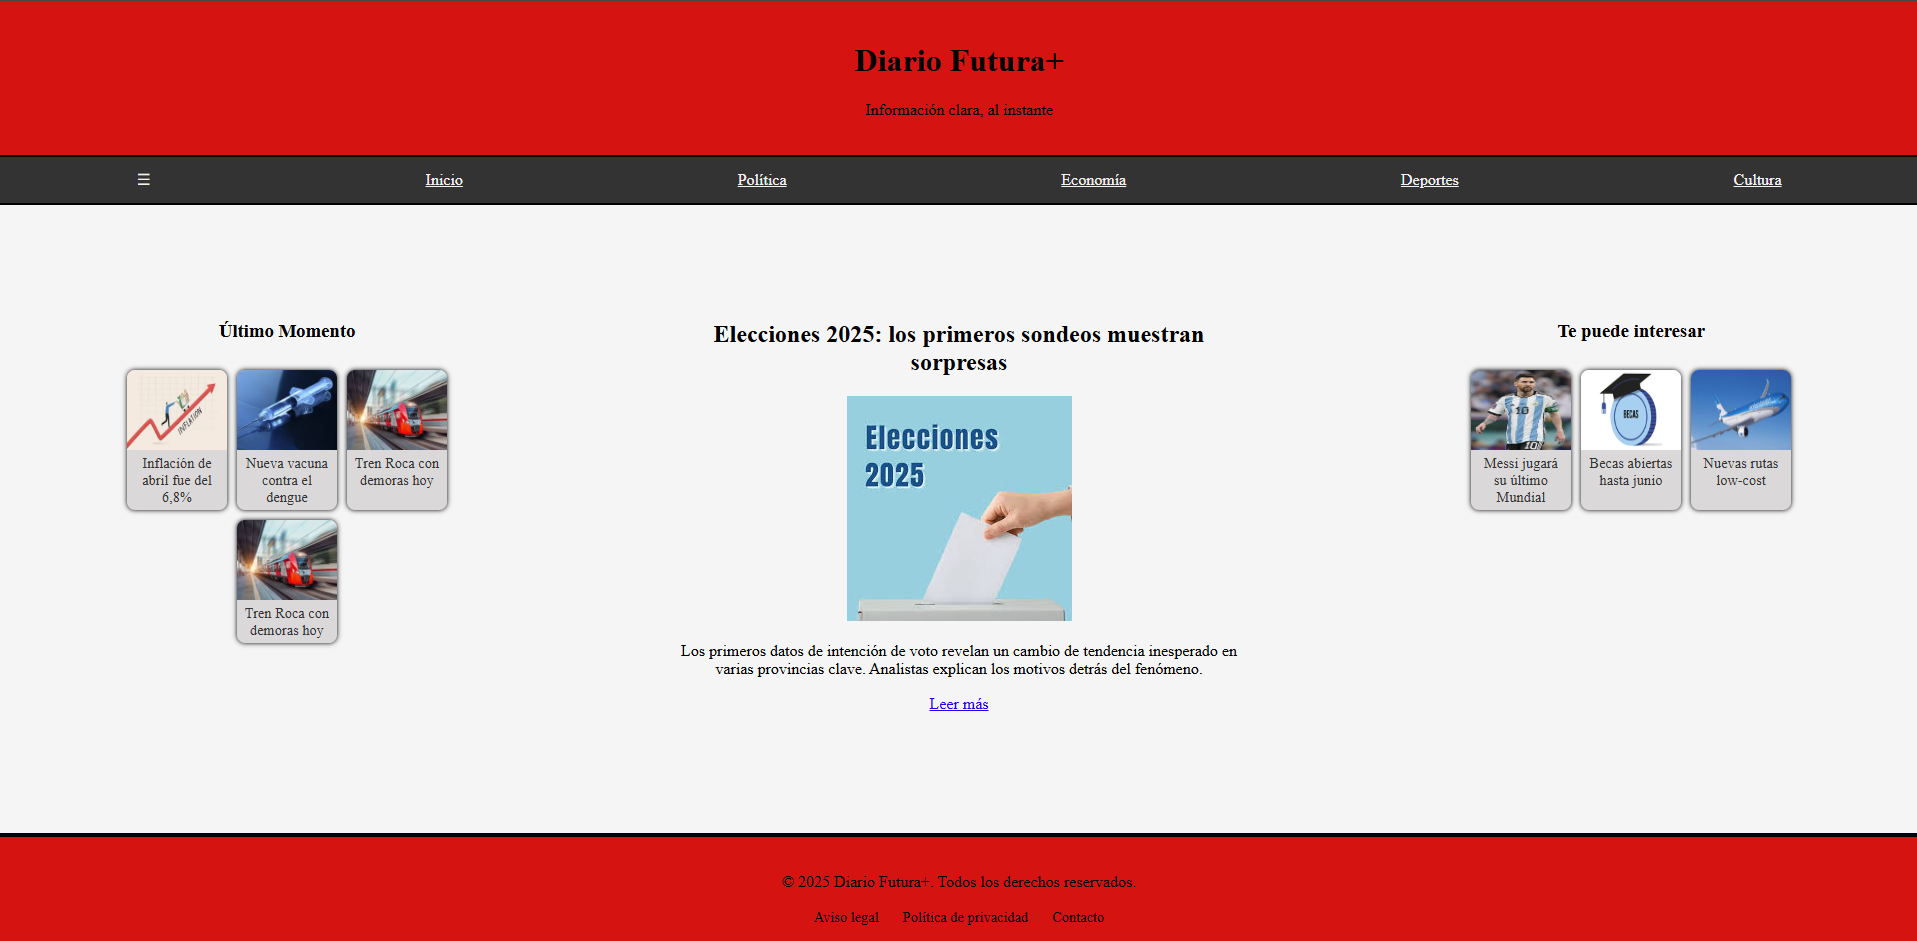 Diario Futura+
Información clara, al instante
☰ Inicio Política Economía Deportes Cultura
Último Momento
INFLATION
Inflación de
abril fue del
6,8%
Nueva vacuna
contra el
dengue
Tren Roca con
demoras hoy
Tren Roca con
demoras hoy
Elecciones 2025: los primeros sondeos muestran
sorpresas
Elecciones
2025
Los primeros datos de intención de voto revelan un cambio de tendencia inesperado en
varias provincias clave. Analistas explican los motivos detrás del fenómeno.
Leer más
Te puede interesar
10
10
Messi jugará
su último
Mundial
BECAS
Becas abiertas
hasta junio
Nuevas rutas
low-cost
© 2025 Diario Futura+. Todos los derechos reservados.
Aviso legal Política de privacidad Contacto